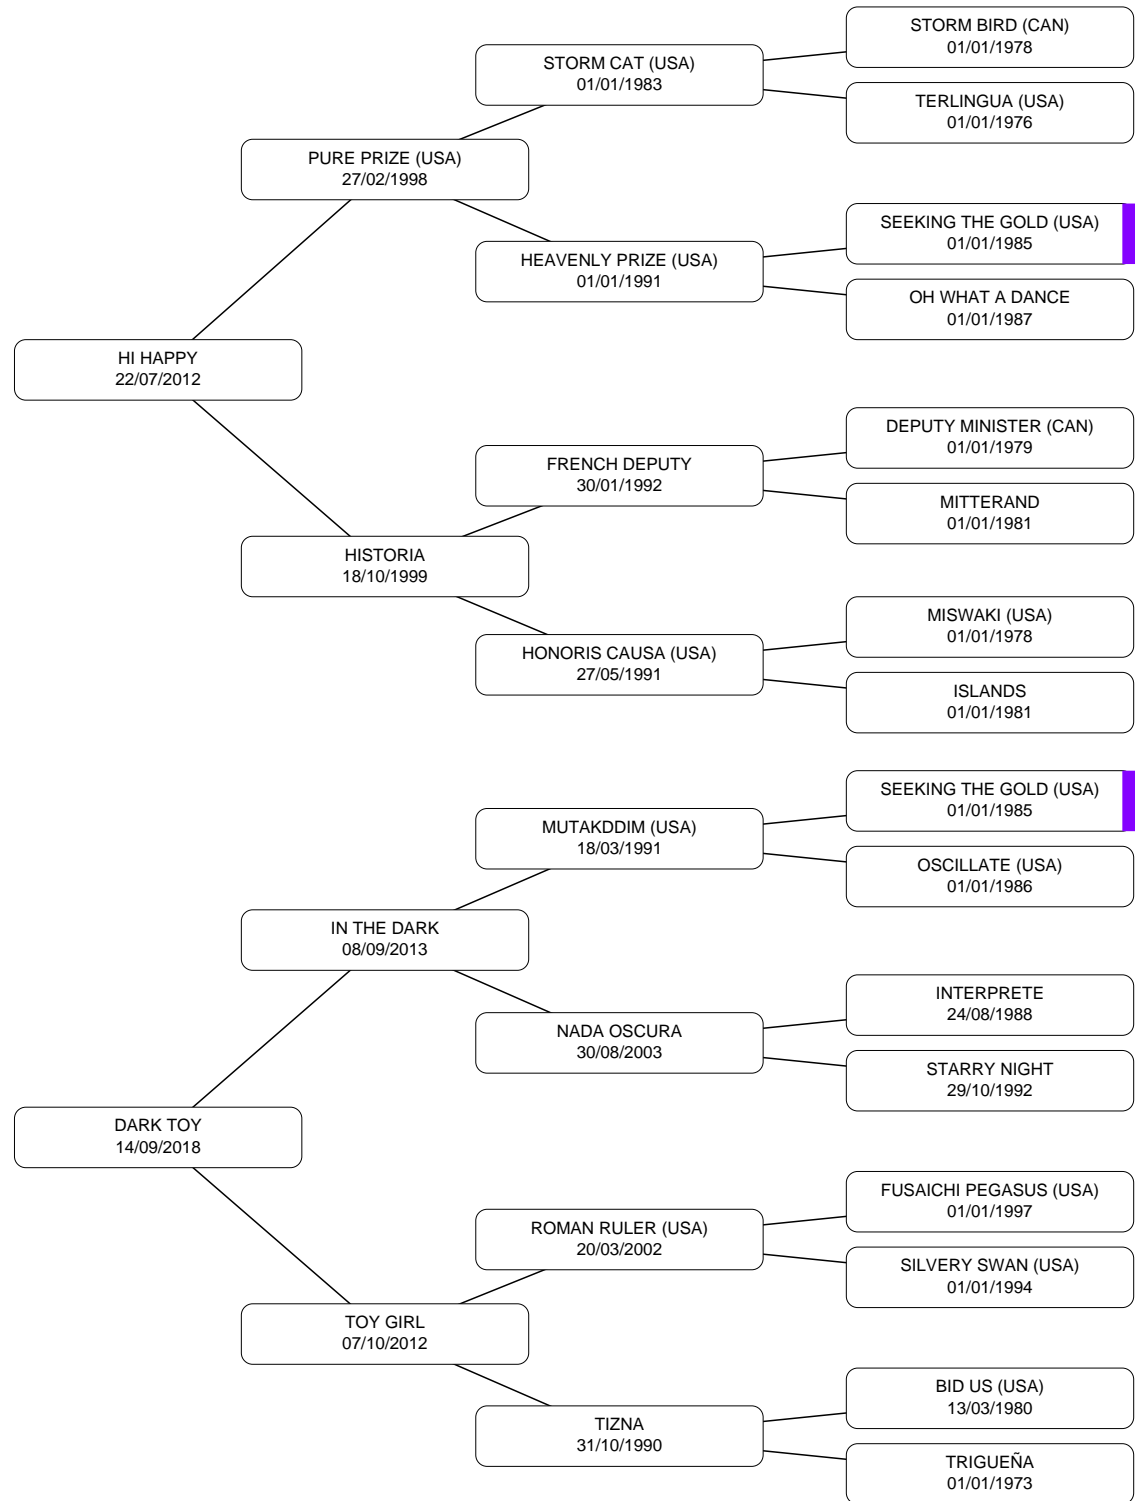 STORM BIRD (CAN)
01/01/1978
STORM CAT (USA)
01/01/1983
TERLINGUA (USA)
01/01/1976
PURE PRIZE (USA)
27/02/1998
SEEKING THE GOLD (USA)
01/01/1985
HEAVENLY PRIZE (USA)
01/01/1991
OH WHAT A DANCE
01/01/1987
HI HAPPY
22/07/2012
DEPUTY MINISTER (CAN)
01/01/1979
FRENCH DEPUTY
30/01/1992
MITTERAND
01/01/1981
HISTORIA
18/10/1999
MISWAKI (USA)
01/01/1978
HONORIS CAUSA (USA)
27/05/1991
ISLANDS
01/01/1981
SEEKING THE GOLD (USA)
01/01/1985
MUTAKDDIM (USA)
18/03/1991
OSCILLATE (USA)
01/01/1986
IN THE DARK
08/09/2013
INTERPRETE
24/08/1988
NADA OSCURA
30/08/2003
STARRY NIGHT
29/10/1992
DARK TOY
14/09/2018
FUSAICHI PEGASUS (USA)
01/01/1997
ROMAN RULER (USA)
20/03/2002
SILVERY SWAN (USA)
01/01/1994
TOY GIRL
07/10/2012
BID US (USA)
13/03/1980
TIZNA
31/10/1990
TRIGUEÑA
01/01/1973